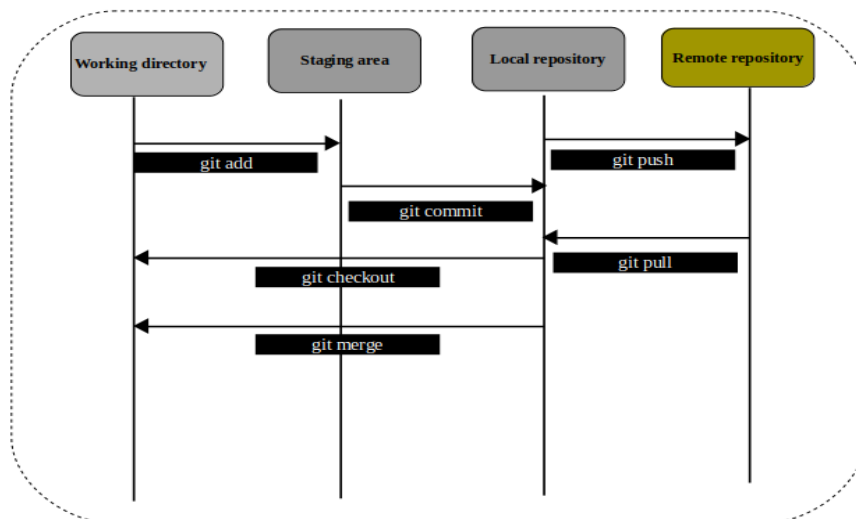 Working directory
Staging area
Local repository
Remote repository
git add
git push
git commit
git pull
git checkout
git merge